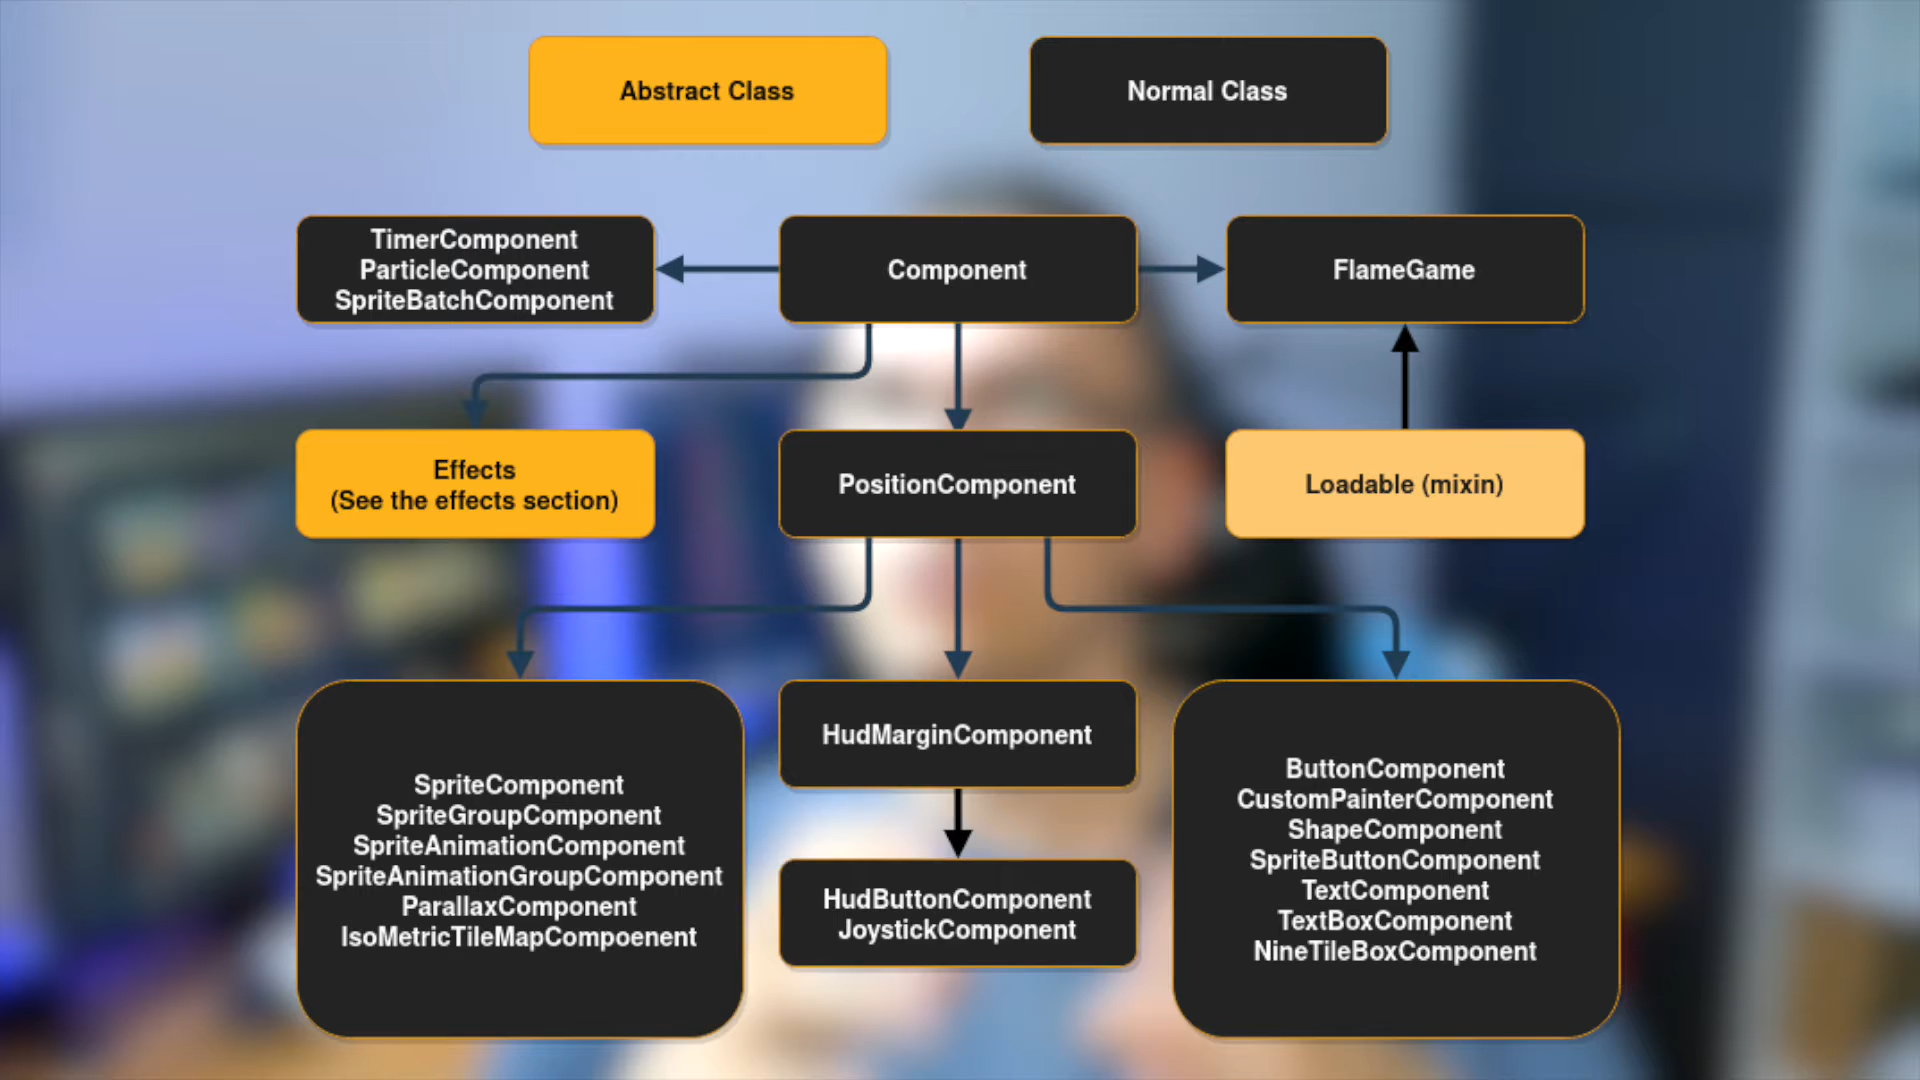 Abstract Class
Normal Class
TimerComponent
ParticleComponent
SpriteBatchComponent
Component
FlameGame
Effects
(See the effects section)
PositionComponent
Loadable (mixin)
SpriteComponent
SpriteGroupComponent
SpriteAnimationComponent
SpriteAnimationGroupComponent
ParallaxComponent
IsoMetricTileMapCompoenent
HudMarginComponent
HudButtonComponent
JoystickComponent
ButtonComponent
CustomPainterComponent
ShapeComponent
SpriteButtonComponent
TextComponent
TextBoxComponent
NineTileBoxComponent